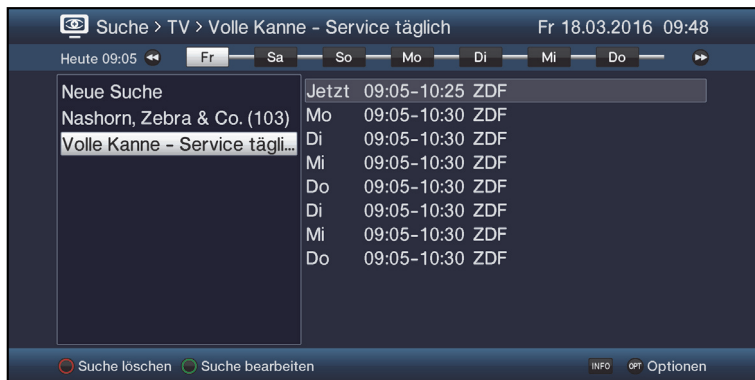 Suche > TV > Volle Kanne - Service täglich Fr 18.03.2016 09:48
Heute 09:05 Fr Sa So Mo Di Mi Do
Neue Suche
Nashorn, Zebra & Co. (103)
Volle Kanne - Service tägli...
Jetzt 09:05-10:25 ZDF
Mo 09:05-10:30 ZDF
Di 09:05-10:30 ZDF
Mi 09:05-10:30 ZDF
Do 09:05-10:30 ZDF
Di 09:05-10:30 ZDF
Mi 09:05-10:30 ZDF
Do 09:05-10:30 ZDF
Suche löschen Suche bearbeiten INFO OPT Optionen